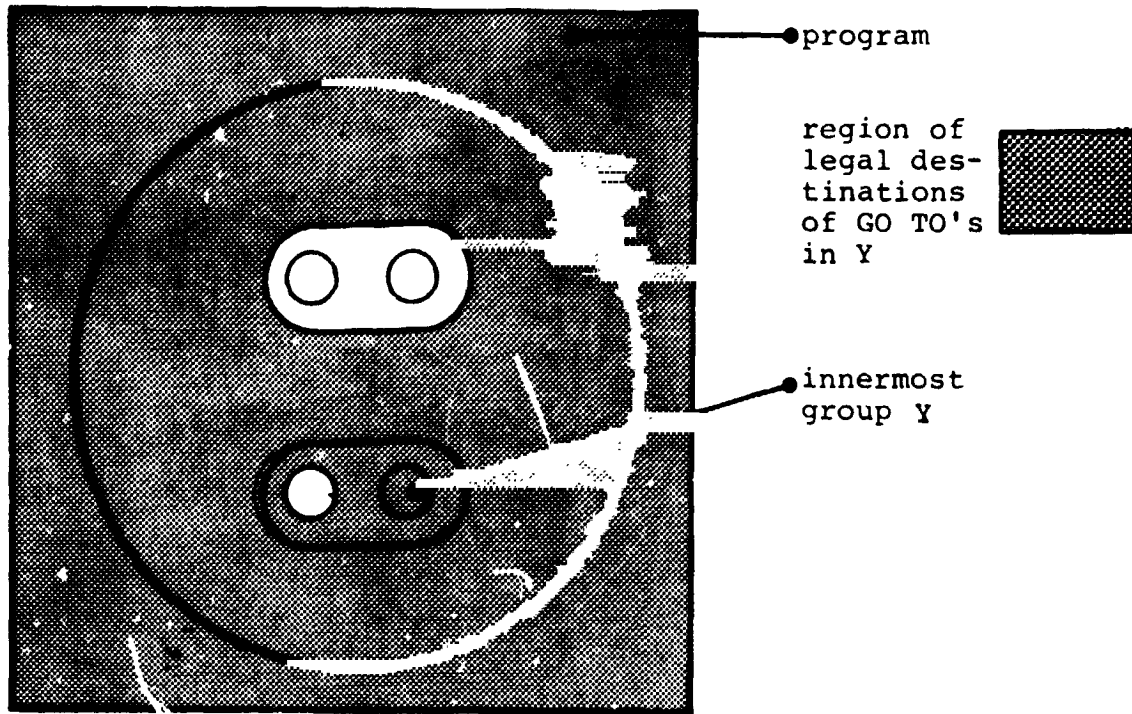 program
region of
legal des-
tinations
of GO TO's
in Y
innermost
group Y